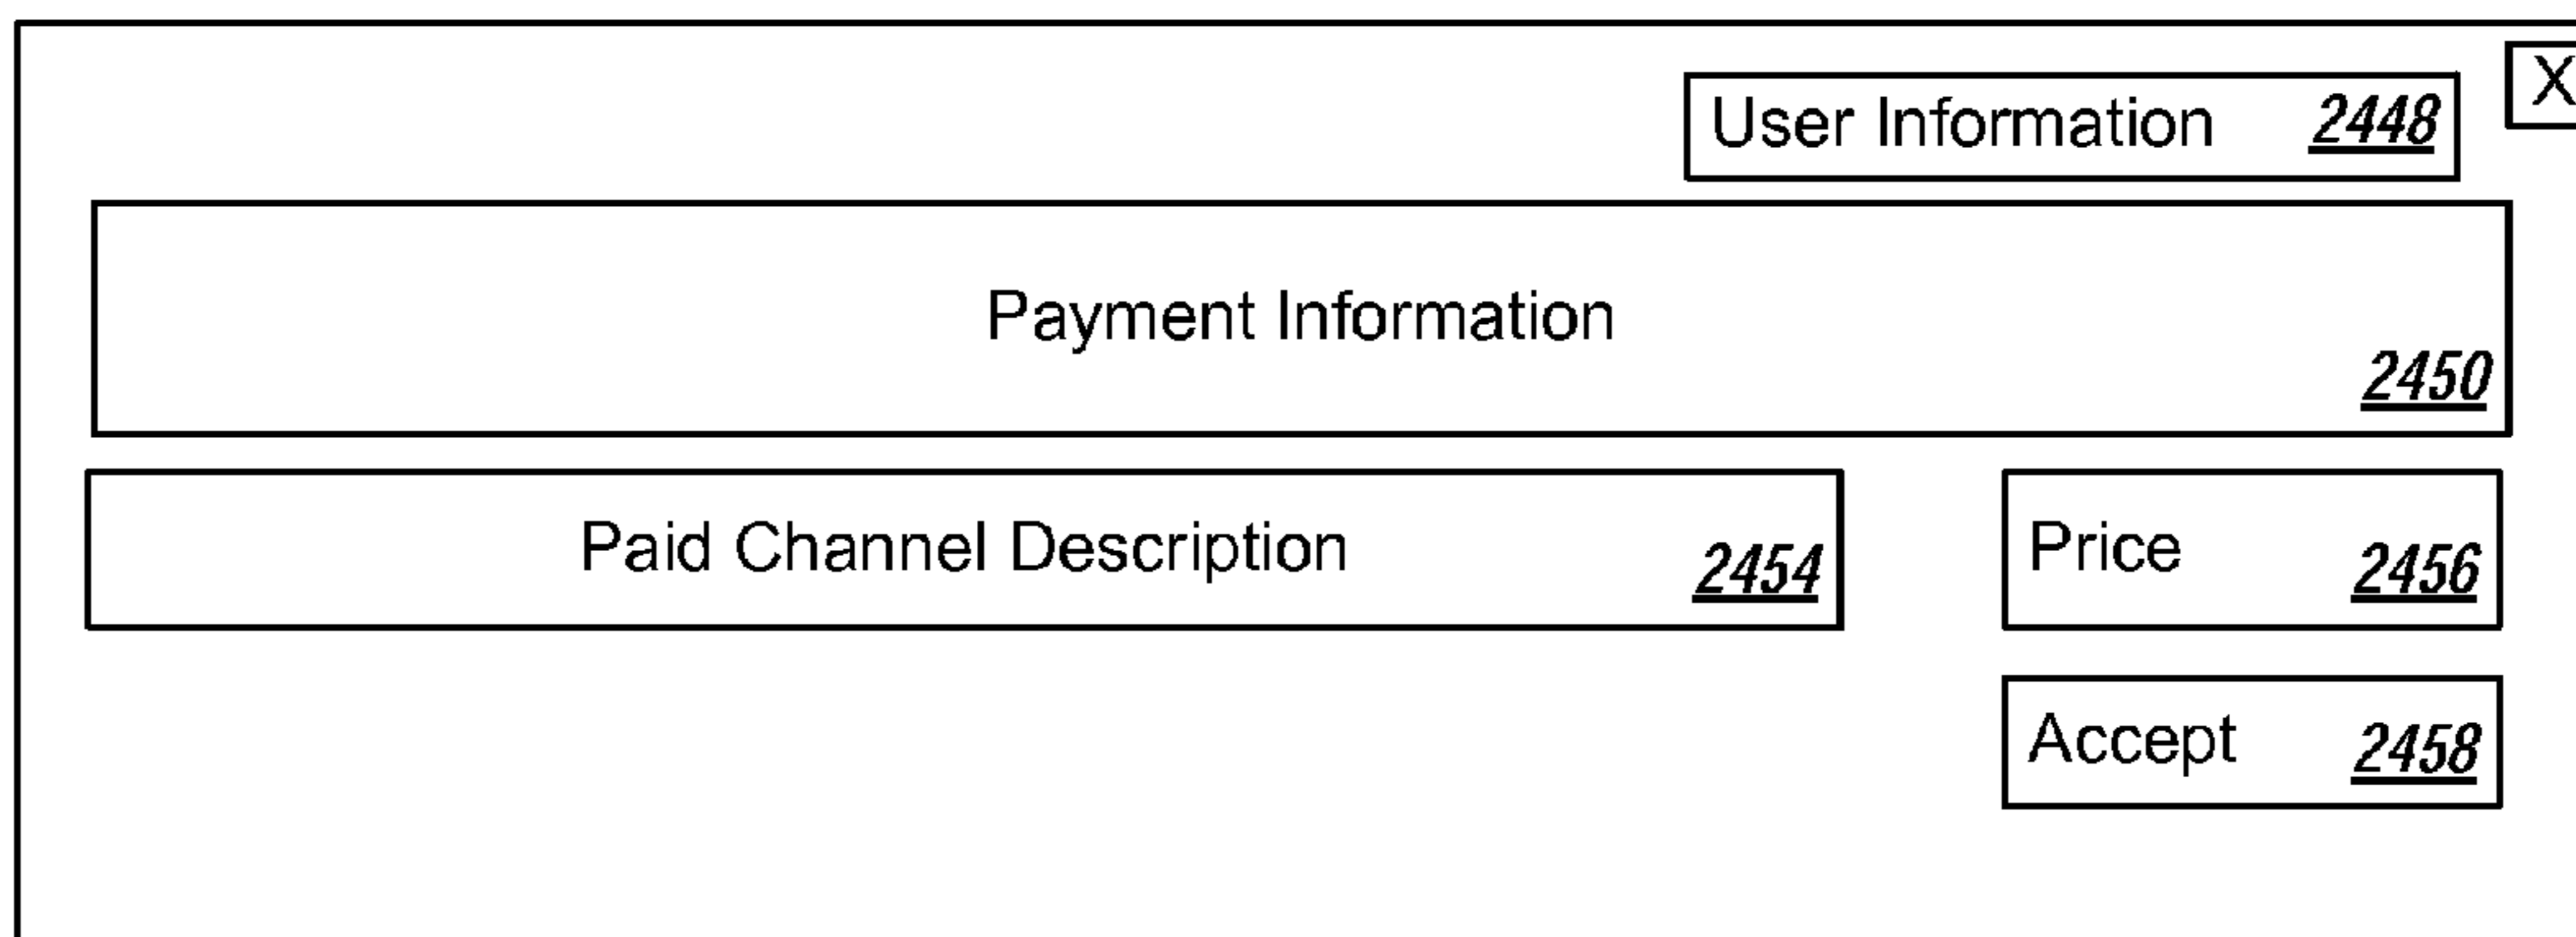 X
User Information 2448
Payment Information
2450
Paid Channel Description 2454
Price 2456
Accept 2458